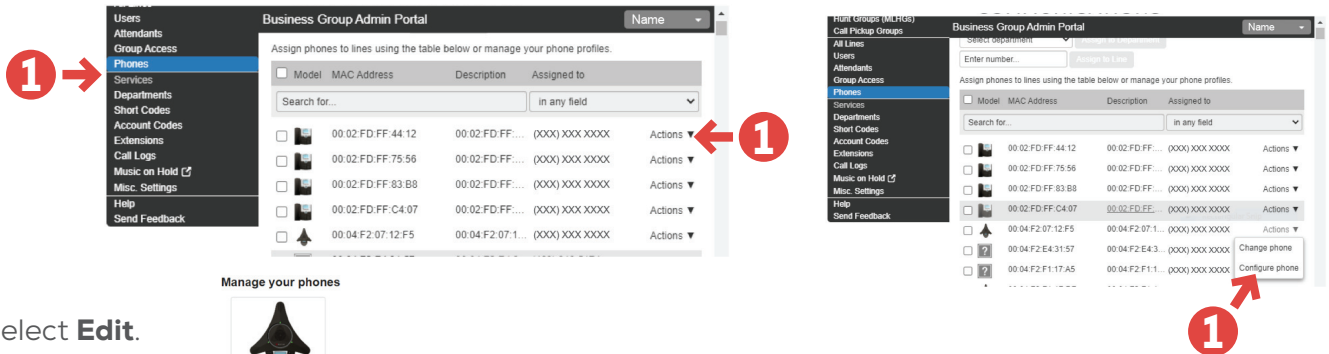 Users
Attendants
Group Access
Phones
Services
Departments
Short Codes
Account Codes
Extensions
Call Logs
Music on Hold
Misc. Settings
Help
Send Feedback
Business Group Admin Portal
Name
Assign phones to lines using the table below or manage your phone profiles.
Model MAC Address Description Assigned to
Search for... in any field
00:02:FD:FF:44:12 00:02:FD:FF:... (XXX) XXX XXXX Actions ▼
00:02:FD:FF:75:56 00:02:FD:FF:... (XXX) XXX XXXX Actions ▼
00:02:FD:FF:83:B8 00:02:FD:FF:... (XXX) XXX XXXX Actions ▼
00:02:FD:FF:C4:07 00:02:FD:FF:... (XXX) XXX XXXX Actions ▼
00:04:F2:07:12:F5 00:04:F2:07:1... (XXX) XXX XXXX Actions ▼
1
1
Hunt Groups (MLHGs)
Call Pickup Groups
All Lines
Users
Attendants
Group Access
Phones
Services
Departments
Short Codes
Account Codes
Extensions
Call Logs
Music on Hold
Misc. Settings
Help
Send Feedback
Business Group Admin Portal
Name
Select department Assign to Department
Enter number... Assign to Line
Assign phones to lines using the table below or manage your phone profiles.
Model MAC Address Description Assigned to
Search for... in any field
00:02:FD:FF:44:12 00:02:FD:FF:... (XXX) XXX XXXX Actions ▼
00:02:FD:FF:75:56 00:02:FD:FF:... (XXX) XXX XXXX Actions ▼
00:02:FD:FF:83:B8 00:02:FD:FF:... (XXX) XXX XXXX Actions ▼
00:02:FD:FF:C4:07 00:02:FD:FF:... (XXX) XXX XXXX Actions ▼
00:04:F2:07:12:F5 00:04:F2:07:1... (XXX) XXX XXXX Actions ▼
00:04:F2:E4:31:57 00:04:F2:E4:3... (XXX) XXX XXXX Change phone
00:04:F2:F1:17:A5 00:04:F2:F1:1... (XXX) XXX XXXX Configure phone
1
Manage your phones
elect Edit.